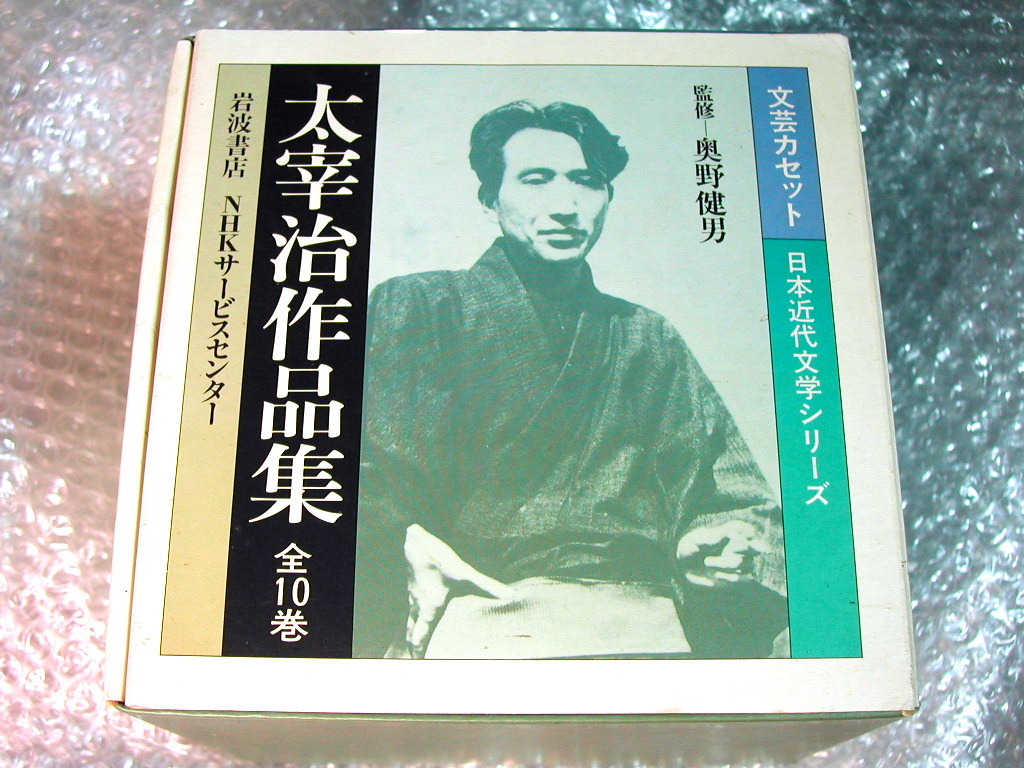 文芸カセット
日本近代文学シリーズ
監修―奥野健男
太宰治作品集
全10巻
岩波書店 NHKサービスセンター